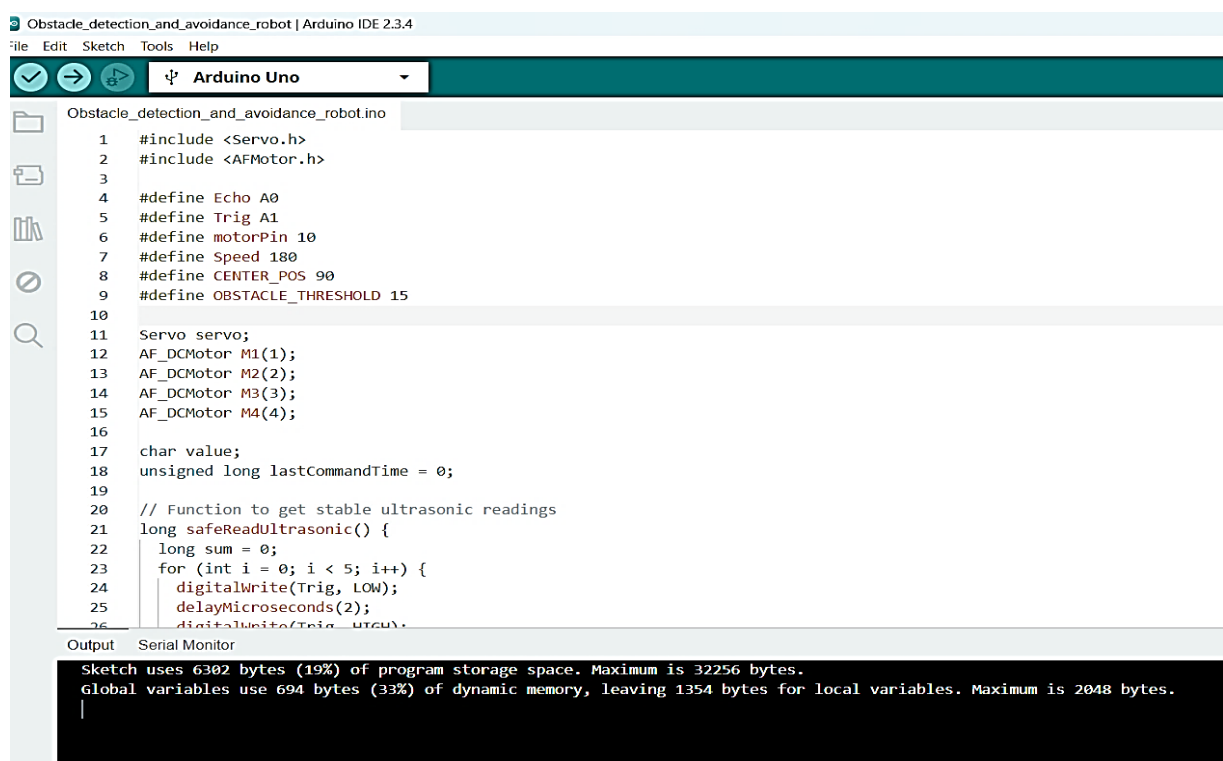 Obstacle_detection_and_avoidance_robot | Arduino IDE 2.3.4
File Edit Sketch Tools Help
Arduino Uno
Obstacle_detection_and_avoidance_robot.ino
1 #include <Servo.h>
2 #include <AFMotor.h>
3
4 #define Echo A0
5 #define Trig A1
6 #define motorPin 10
7 #define Speed 180
8 #define CENTER_POS 90
9 #define OBSTACLE_THRESHOLD 15
10
11 Servo servo;
12 AF_DCMotor M1(1);
13 AF_DCMotor M2(2);
14 AF_DCMotor M3(3);
15 AF_DCMotor M4(4);
16
17 char value;
18 unsigned long lastCommandTime = 0;
19
20 // Function to get stable ultrasonic readings
21 long safeReadUltrasonic() {
22 long sum = 0;
23 for (int i = 0; i < 5; i++) {
24 digitalWrite(Trig, LOW);
25 delayMicroseconds(2);
26 digitalWrite(Trig, HIGH);
Output Serial Monitor
Sketch uses 6302 bytes (19%) of program storage space. Maximum is 32256 bytes.
Global variables use 694 bytes (33%) of dynamic memory, leaving 1354 bytes for local variables. Maximum is 2048 bytes.